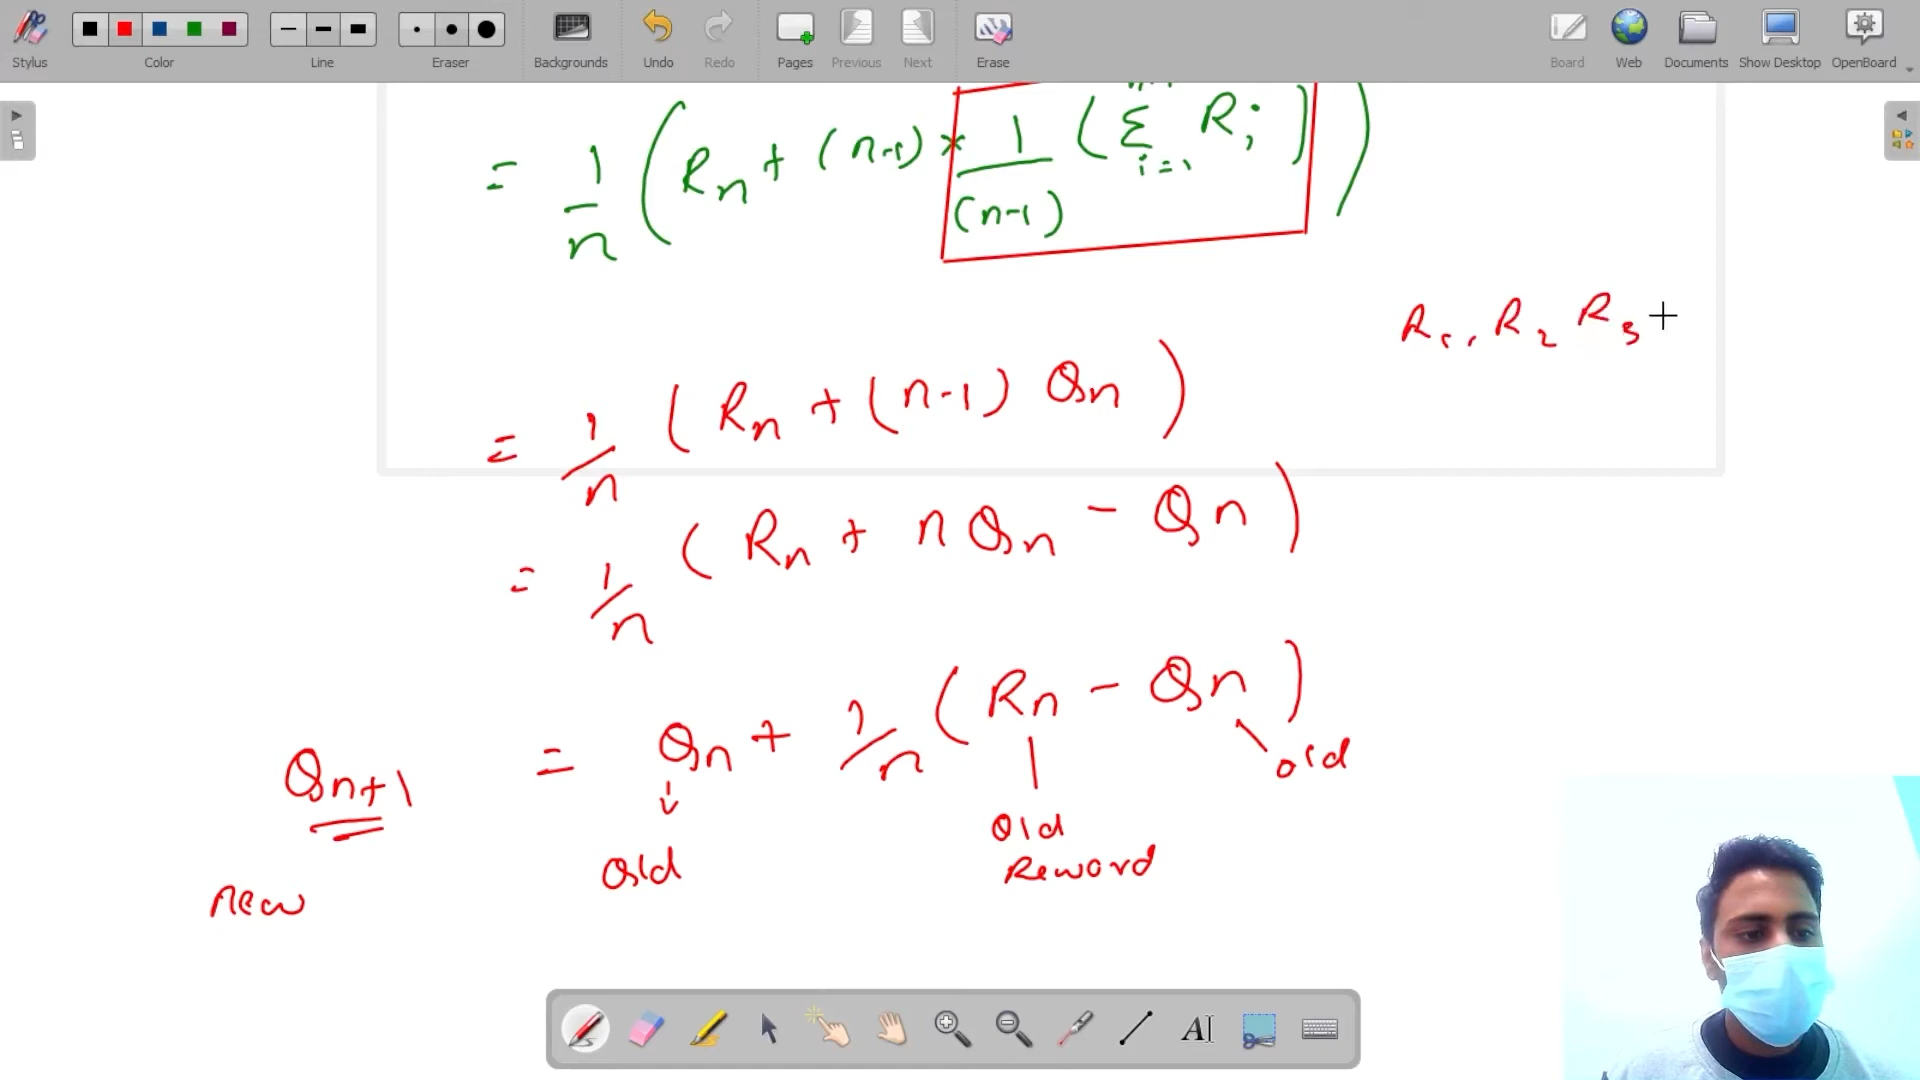 Stylus Color Line Eraser Backgrounds Undo Redo Pages Previous Next Erase Board Web Documents Show Desktop OpenBoard
= 1/n (Rn + (n-1) × 1/(n-1) (Σ i=1 Ri))
R1, R2 R3
= 1/n (Rn + (n-1) Qn)
= 1/n (Rn + n Qn - Qn)
Qn+1 = Qn + 1/n (Rn - Qn)
old
old
old
Reward
new